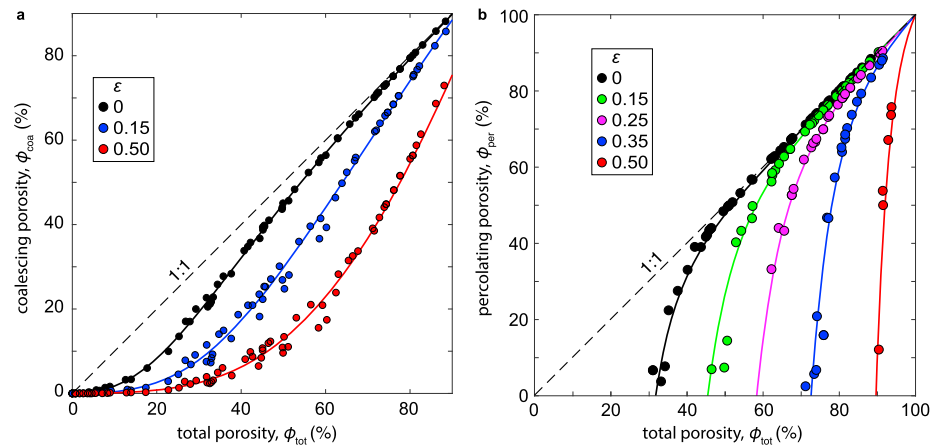 a
coalescing porosity, ϕcoa (%)
80
60
40
20
0
ε
0
0.15
0.50
1:1
0 20 40 60 80
total porosity, ϕtot (%)
b
percolating porosity, ϕper (%)
100
80
60
40
20
0
ε
0
0.15
0.25
0.35
0.50
1:1
0 20 40 60 80 100
total porosity, ϕtot (%)